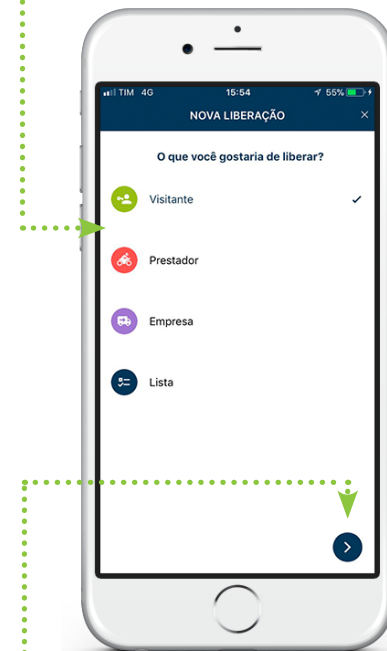 TIM 4G 15:54 55%
NOVA LIBERAÇÃO
O que você gostaria de liberar?
Visitante
Prestador
Empresa
Lista